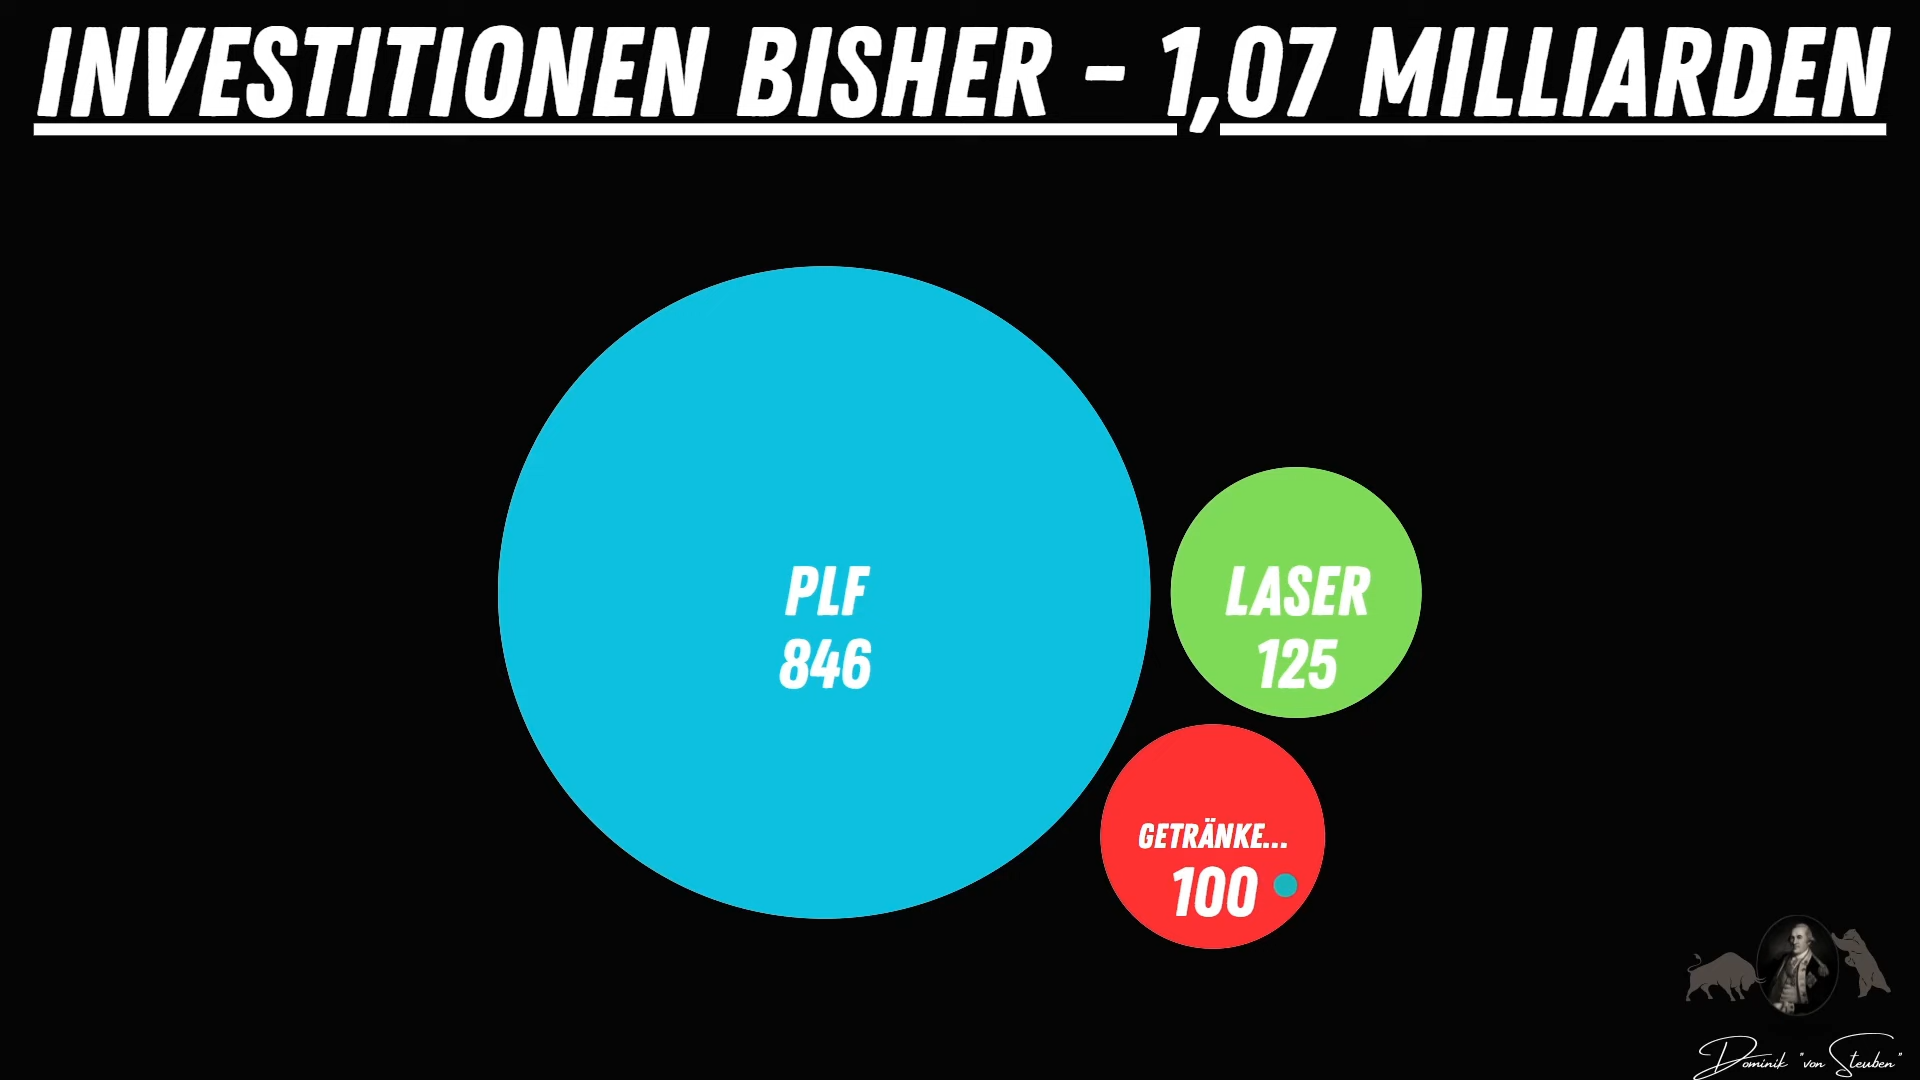 INVESTITIONEN BISHER - 1,07 MILLIARDEN
PLF
846
LASER
125
GETRÄNKE...
100
Dominik "von Steuben"